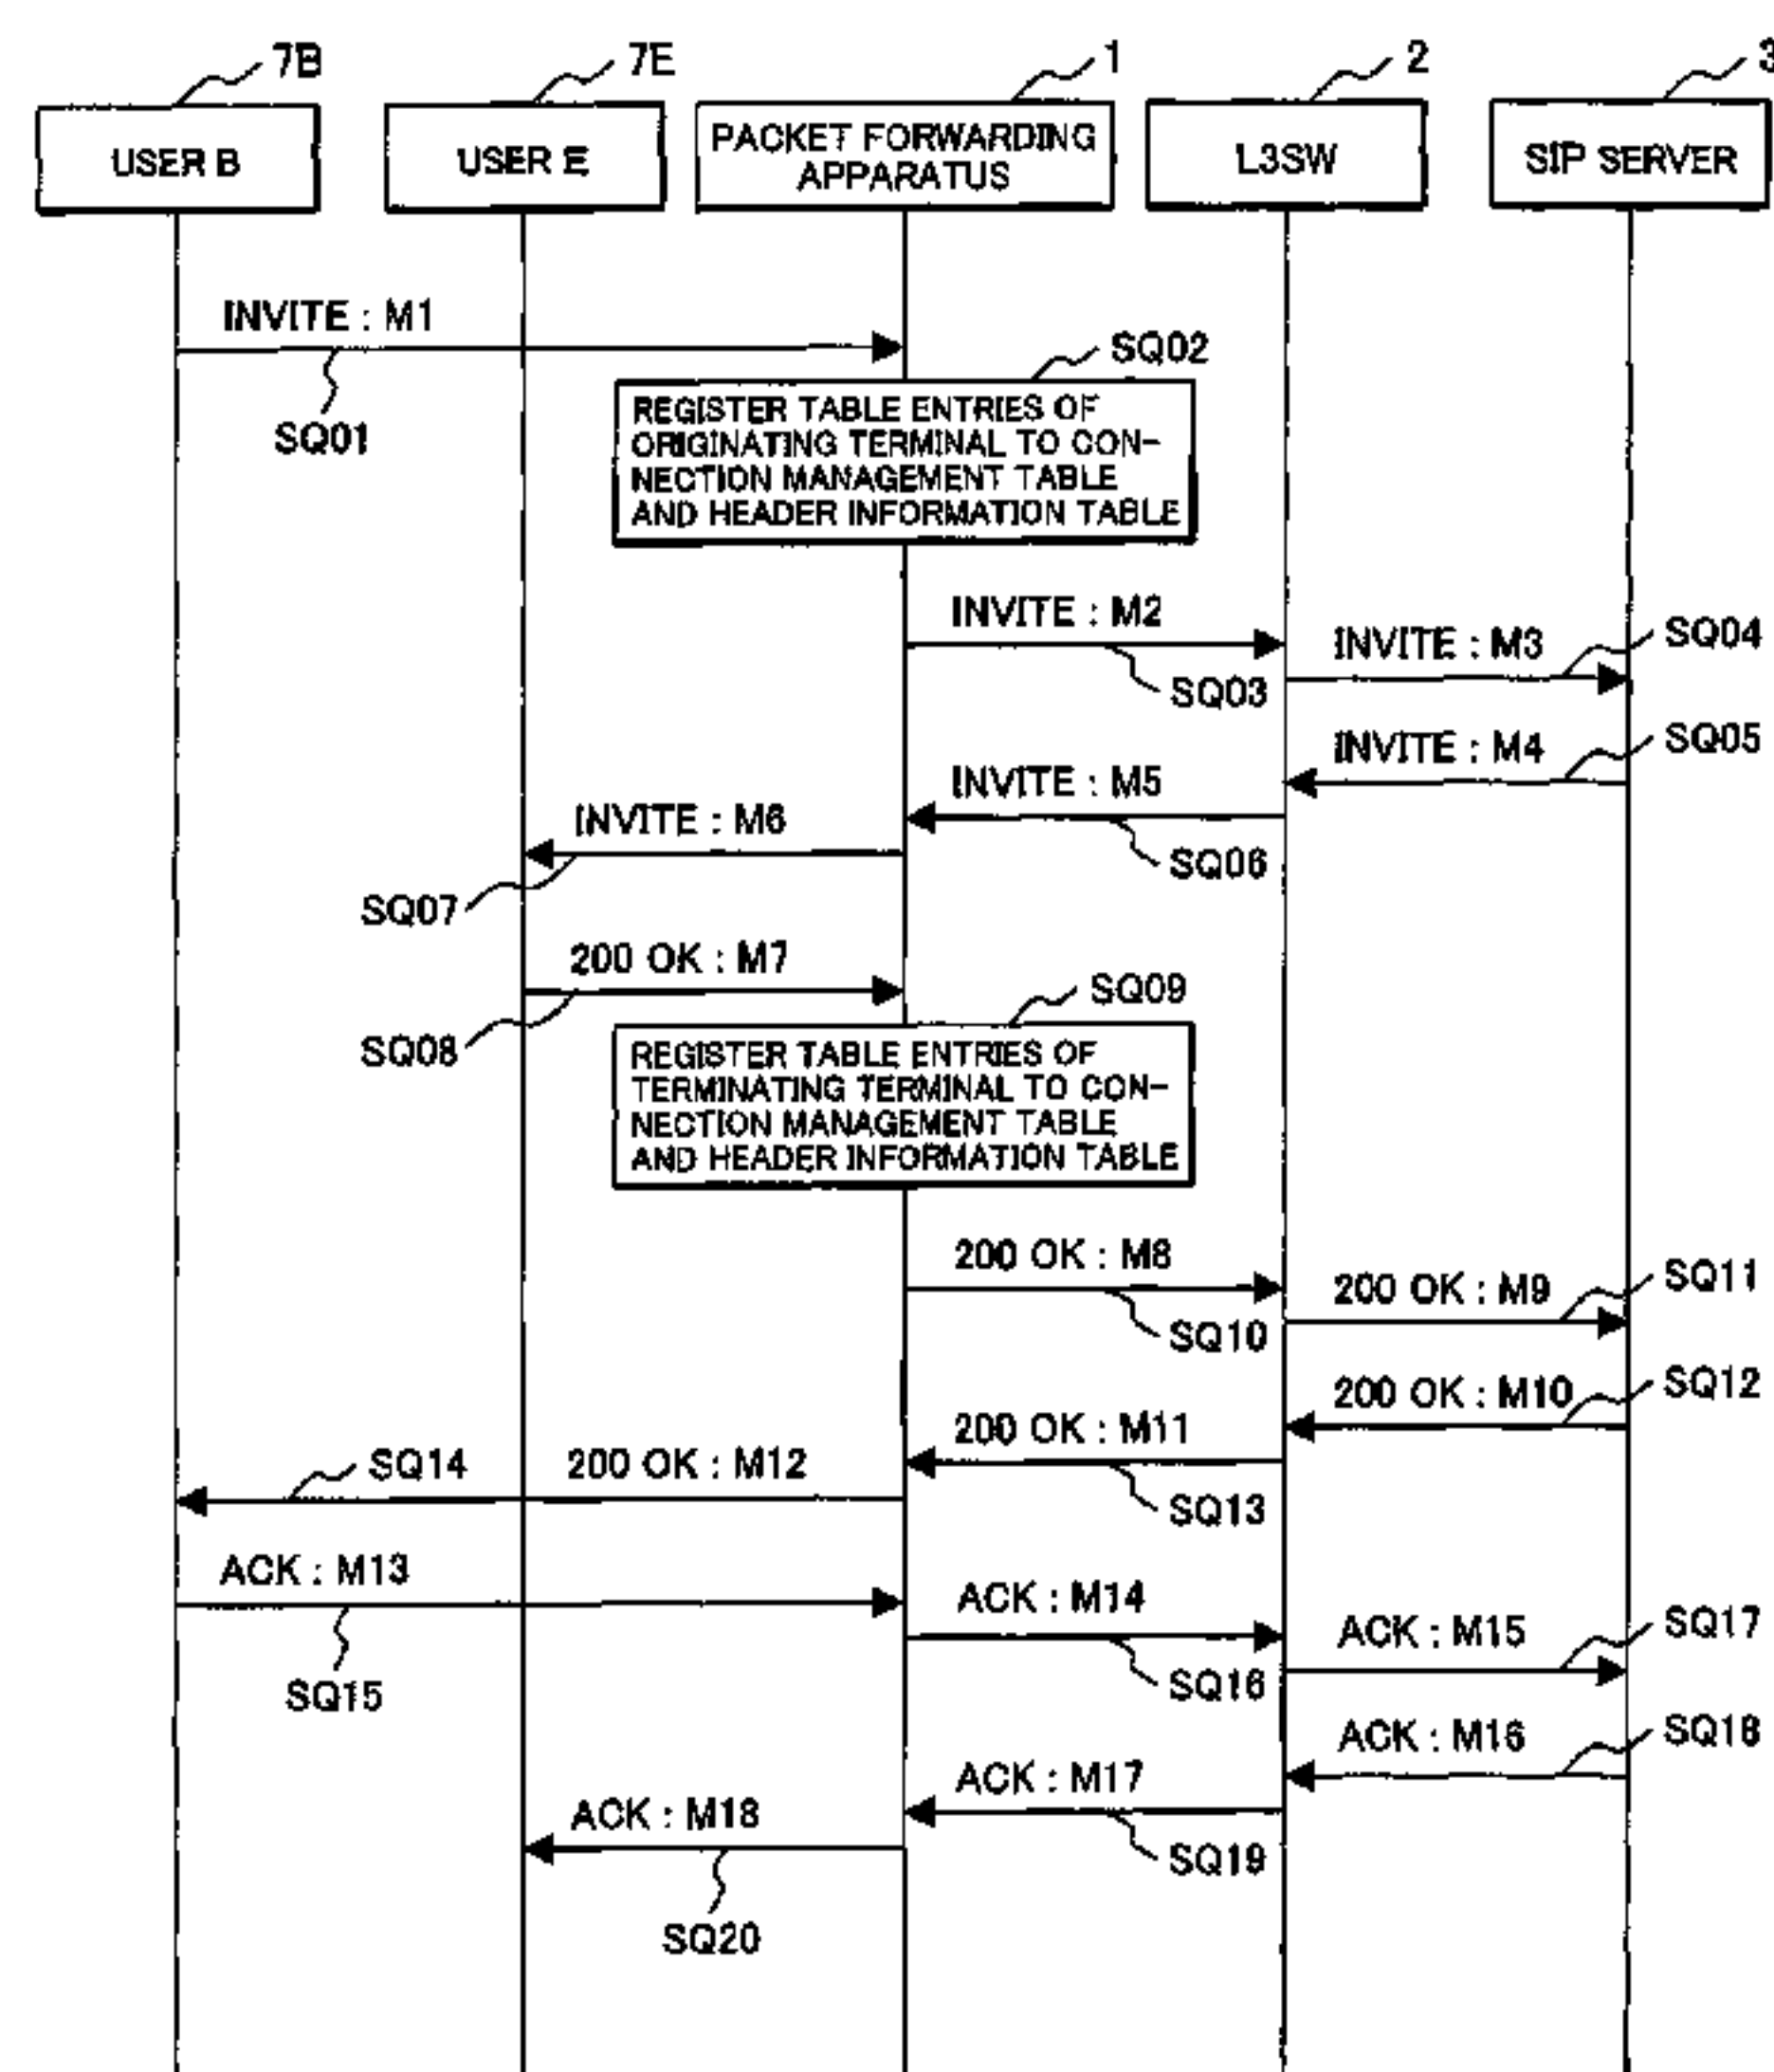 7B
7E
1
2
3
USER B
USER E
PACKET FORWARDING
APPARATUS
L3SW
SIP SERVER
INVITE : M1
SQ01
SQ02
REGISTER TABLE ENTRIES OF
ORIGINATING TERMINAL TO CON-
NECTION MANAGEMENT TABLE
AND HEADER INFORMATION TABLE
INVITE : M2
SQ03
INVITE : M3
SQ04
INVITE : M4
SQ05
INVITE : M5
SQ06
INVITE : M6
SQ07
200 OK : M7
SQ08
SQ09
REGISTER TABLE ENTRIES OF
TERMINATING TERMINAL TO CON-
NECTION MANAGEMENT TABLE
AND HEADER INFORMATION TABLE
200 OK : M8
SQ10
200 OK : M9
SQ11
200 OK : M10
SQ12
200 OK : M11
SQ13
SQ14
200 OK : M12
ACK : M13
SQ15
ACK : M14
SQ16
ACK : M15
SQ17
ACK : M16
SQ18
ACK : M17
SQ19
ACK : M18
SQ20